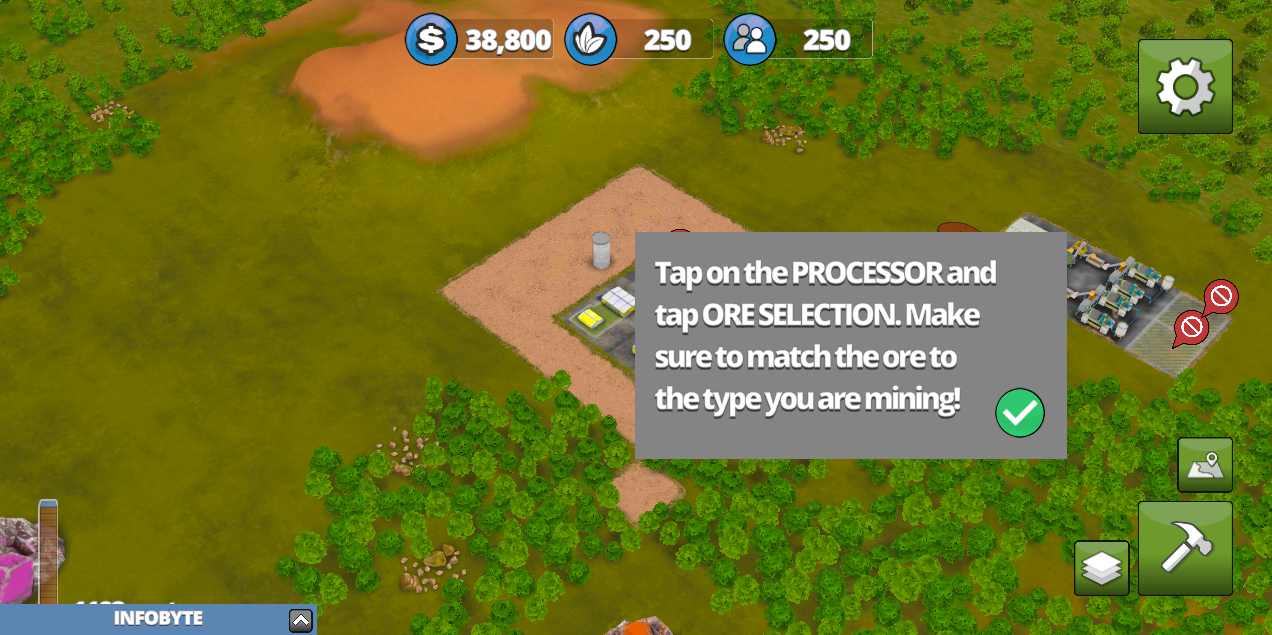 38,800
250
250
Tap on the PROCESSOR and
tap ORE SELECTION. Make
sure to match the ore to
the type you are mining!
INFOBYTE